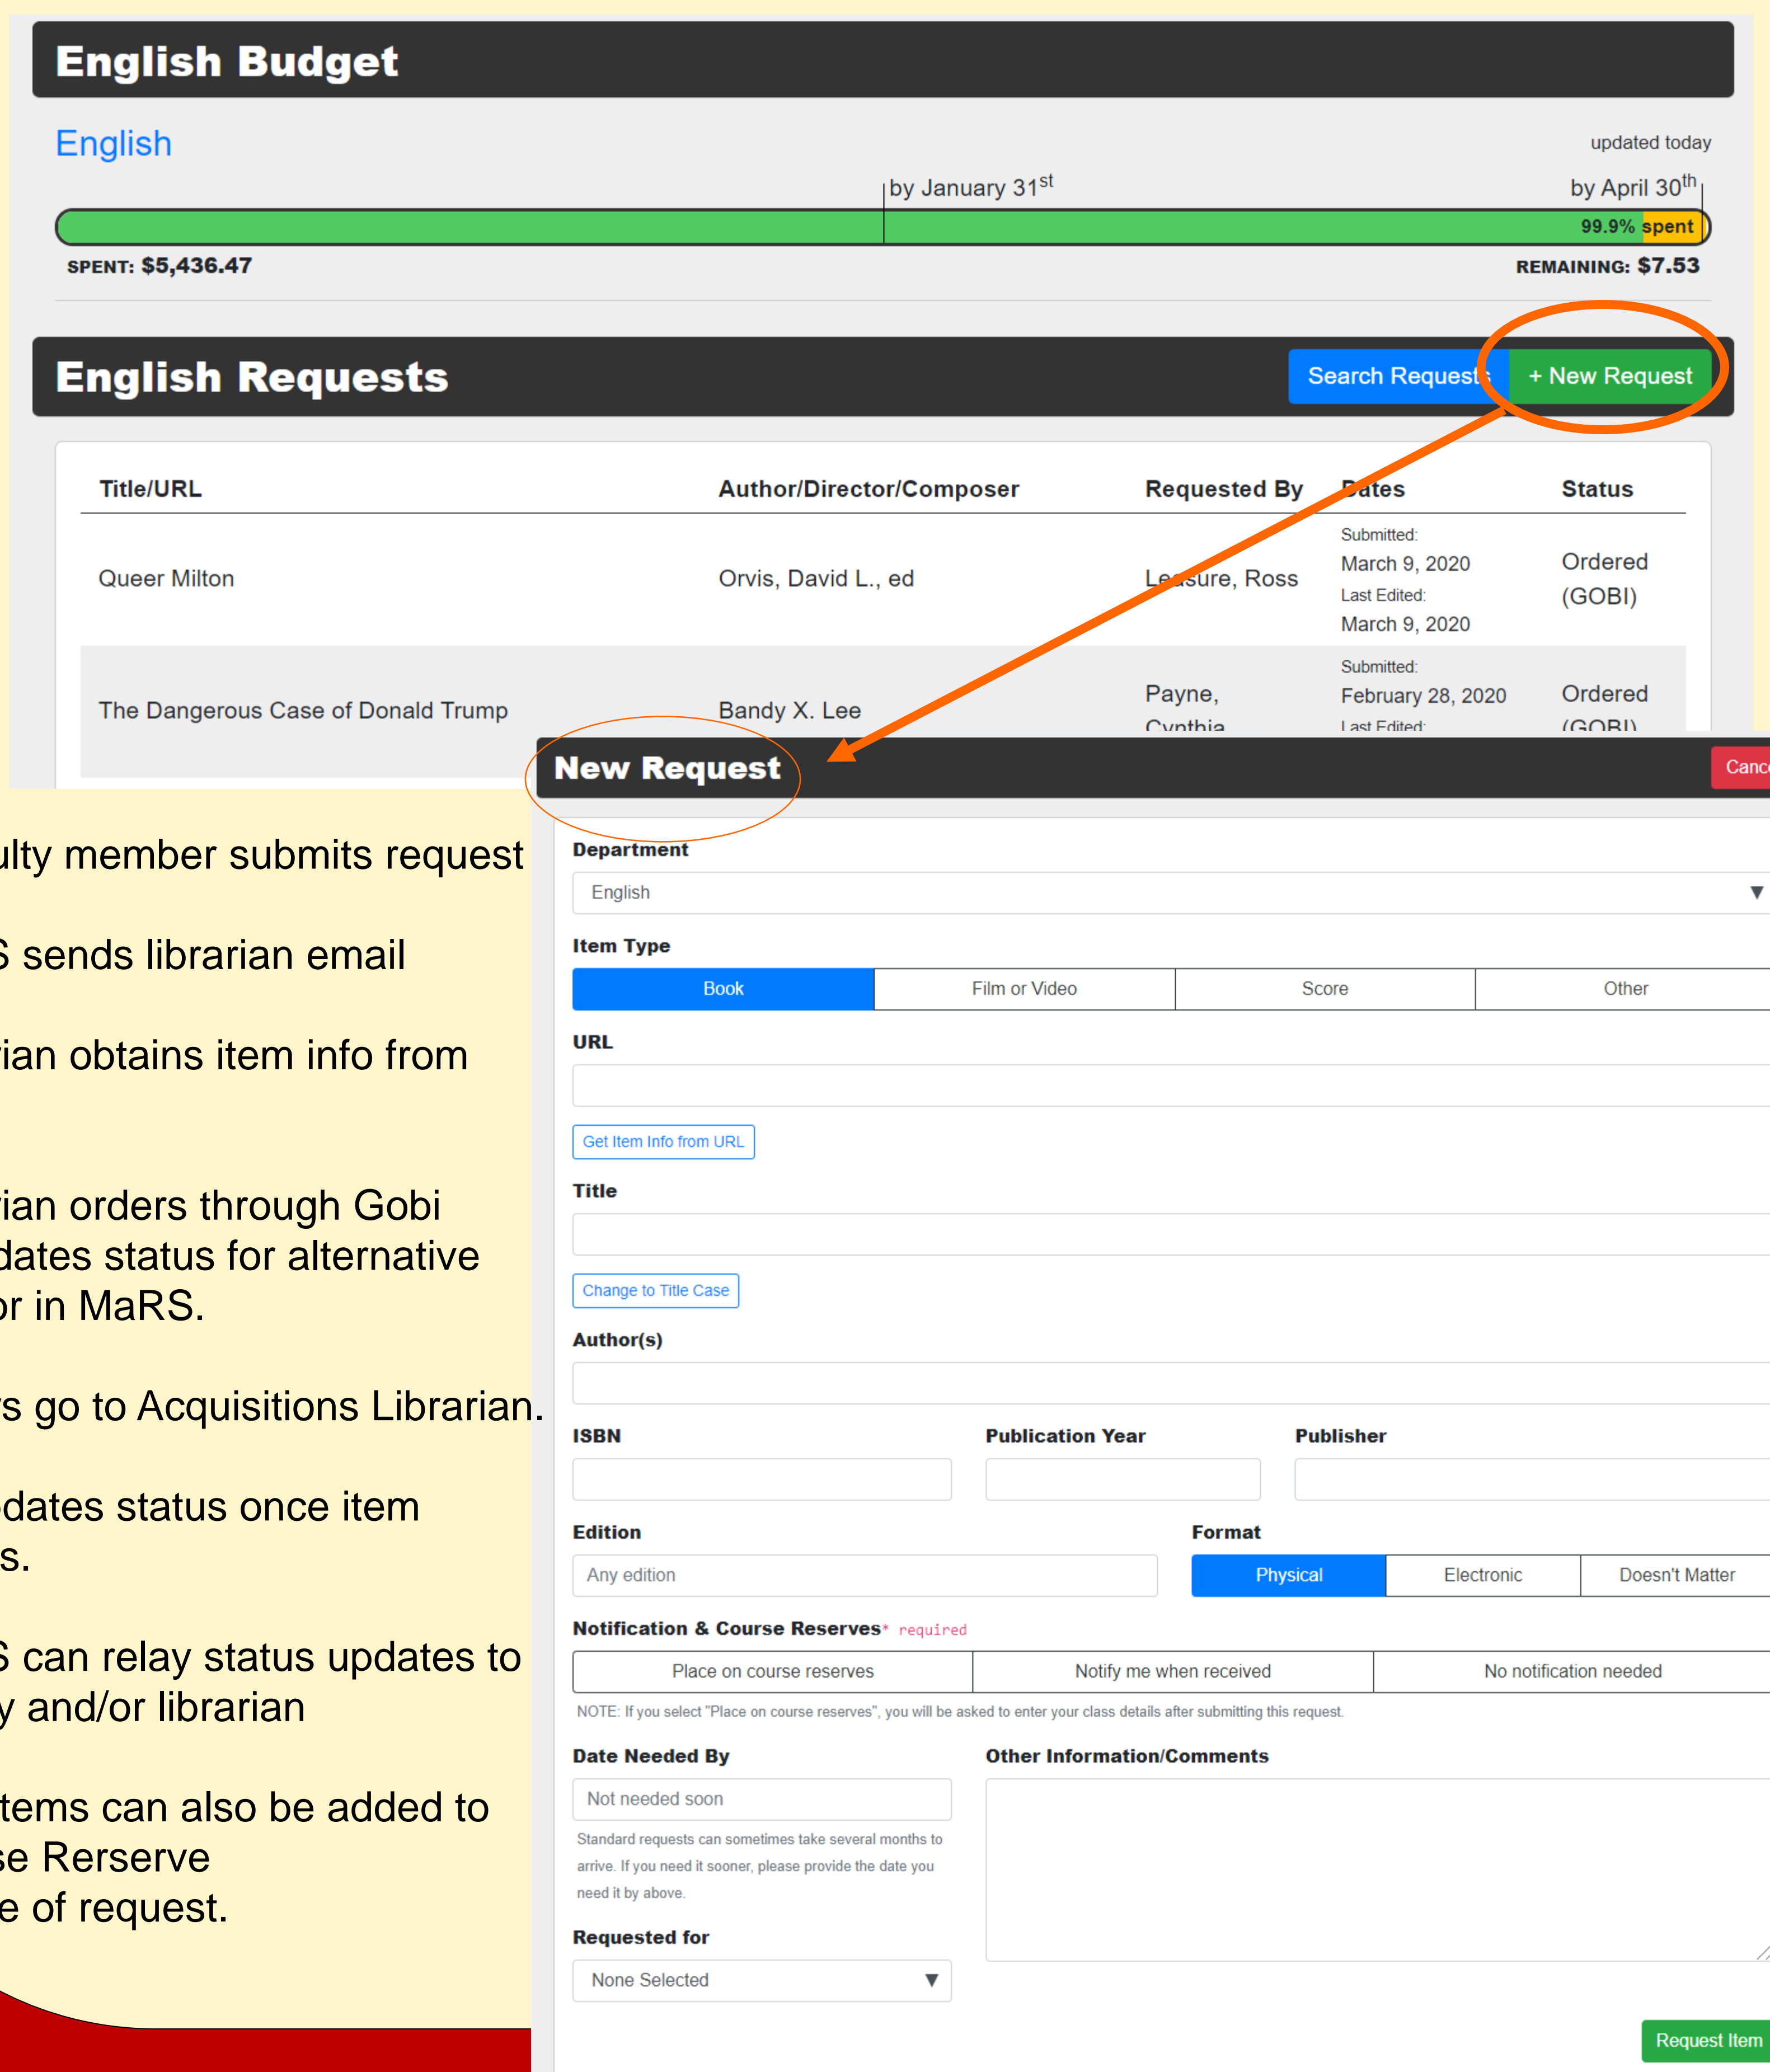 English Budget
English
updated today
by January 31st
by April 30th
99.9% spent
SPENT: $5,436.47
REMAINING: $7.53
English Requests
Search Requests
+ New Request
Title/URL
Author/Director/Composer
Requested By
Dates
Status
Queer Milton
Orvis, David L., ed
Leasure, Ross
Submitted:
March 9, 2020
Last Edited:
March 9, 2020
Ordered
(GOBI)
The Dangerous Case of Donald Trump
Bandy X. Lee
Payne,
Cynthia
Submitted:
February 28, 2020
Last Edited:
Ordered
(GOBI)
ulty member submits request
S sends librarian email
rian obtains item info from
rian orders through Gobi
dates status for alternative
or in MaRS.
rs go to Acquisitions Librarian.
pdates status once item
s.
S can relay status updates to
y and/or librarian
tems can also be added to
se Rerserve
e of request.
New Request
Cance
Department
English
Item Type
Book
Film or Video
Score
Other
URL
Get Item Info from URL
Title
Change to Title Case
Author(s)
ISBN
Publication Year
Publisher
Edition
Format
Any edition
Physical
Electronic
Doesn't Matter
Notification & Course Reserves* required
Place on course reserves
Notify me when received
No notification needed
NOTE: If you select "Place on course reserves", you will be asked to enter your class details after submitting this request.
Date Needed By
Other Information/Comments
Not needed soon
Standard requests can sometimes take several months to
arrive. If you need it sooner, please provide the date you
need it by above.
Requested for
None Selected
Request Item